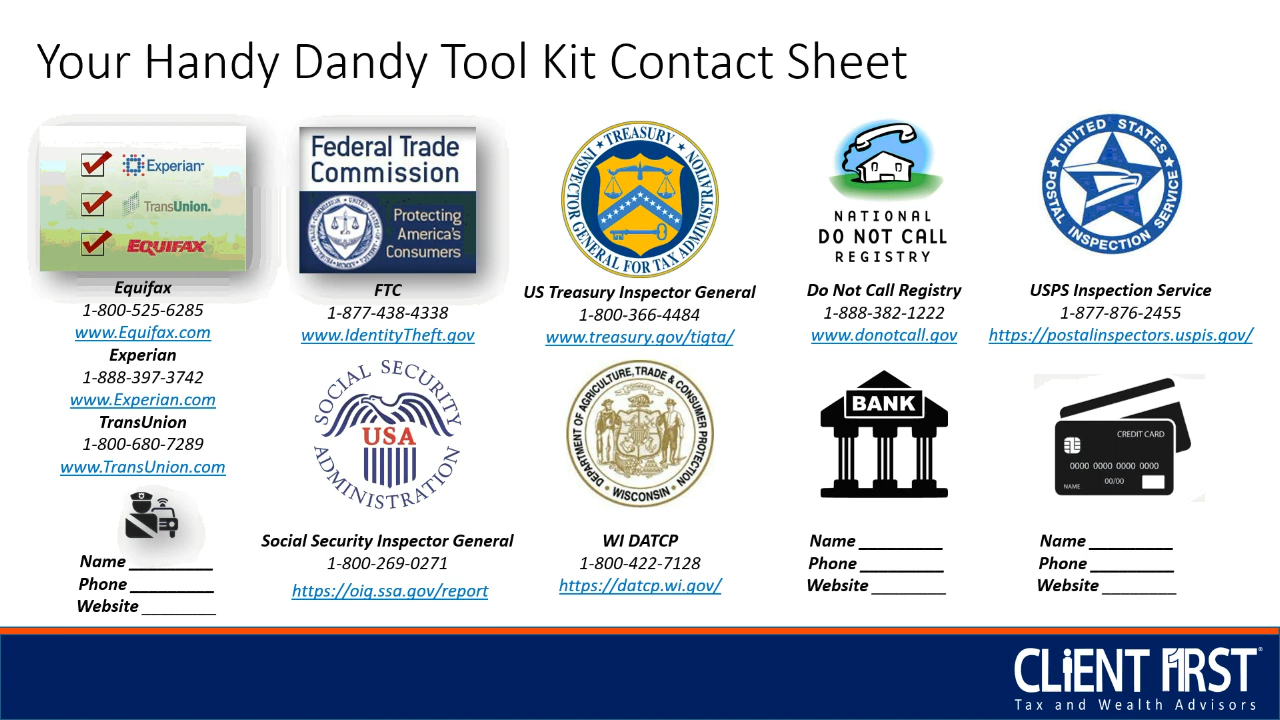 Your Handy Dandy Tool Kit Contact Sheet
Experian
TransUnion.
EQUIFAX
Equifax
1-800-525-6285
www.Equifax.com
Experian
1-888-397-3742
www.Experian.com
TransUnion
1-800-680-7289
www.TransUnion.com
Name _________
Phone _________
Website ________
Federal Trade
Commission
Protecting
America's
Consumers
FTC
1-877-438-4338
www.IdentityTheft.gov
SOCIAL SECURITY
USA
ADMINISTRATION
Social Security Inspector General
1-800-269-0271
https://oig.ssa.gov/report
TREASURY
INSPECTOR GENERAL FOR TAX ADMINISTRATION
US Treasury Inspector General
1-800-366-4484
www.treasury.gov/tigta/
DEPARTMENT OF AGRICULTURE, TRADE & CONSUMER PROTECTION
WISCONSIN
WI DATCP
1-800-422-7128
https://datcp.wi.gov/
NATIONAL
DO NOT CALL
REGISTRY
Do Not Call Registry
1-888-382-1222
www.donotcall.gov
BANK
Name _________
Phone _________
Website ________
UNITED STATES
POSTAL INSPECTION SERVICE
USPS Inspection Service
1-877-876-2455
https://postalinspectors.uspis.gov/
CREDIT CARD
0000 0000 0000 0000
00/00
NAME
Name _________
Phone _________
Website ________
CLiENT F1RST®
Tax and Wealth Advisors